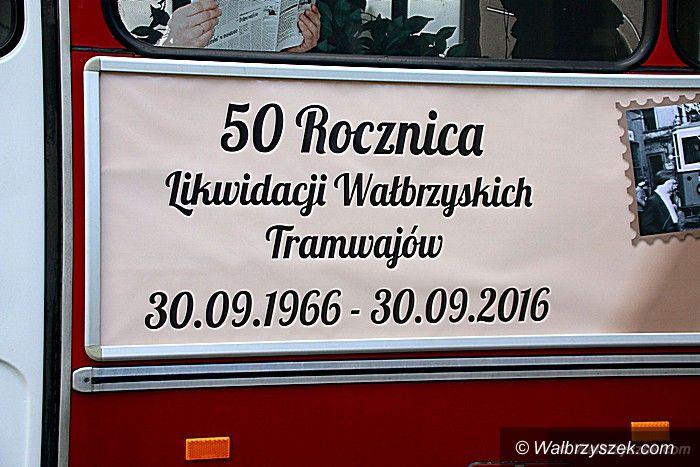 50 Rocznica
Likwidacji Wałbrzyskich
Tramwajów
30.09.1966 - 30.09.2016
© Walbrzyszek.com